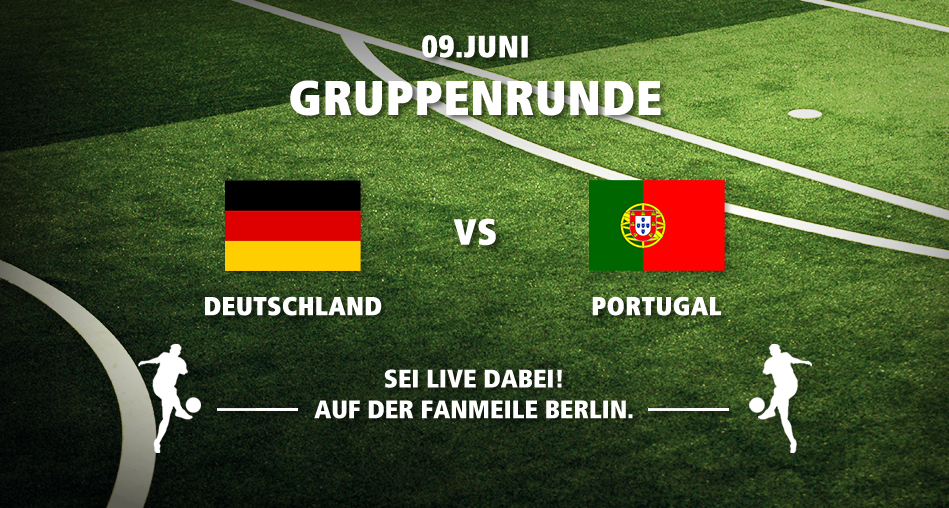 09.JUNI
GRUPPENRUNDE
VS
DEUTSCHLAND
PORTUGAL
SEI LIVE DABEI!
AUF DER FANMEILE BERLIN.